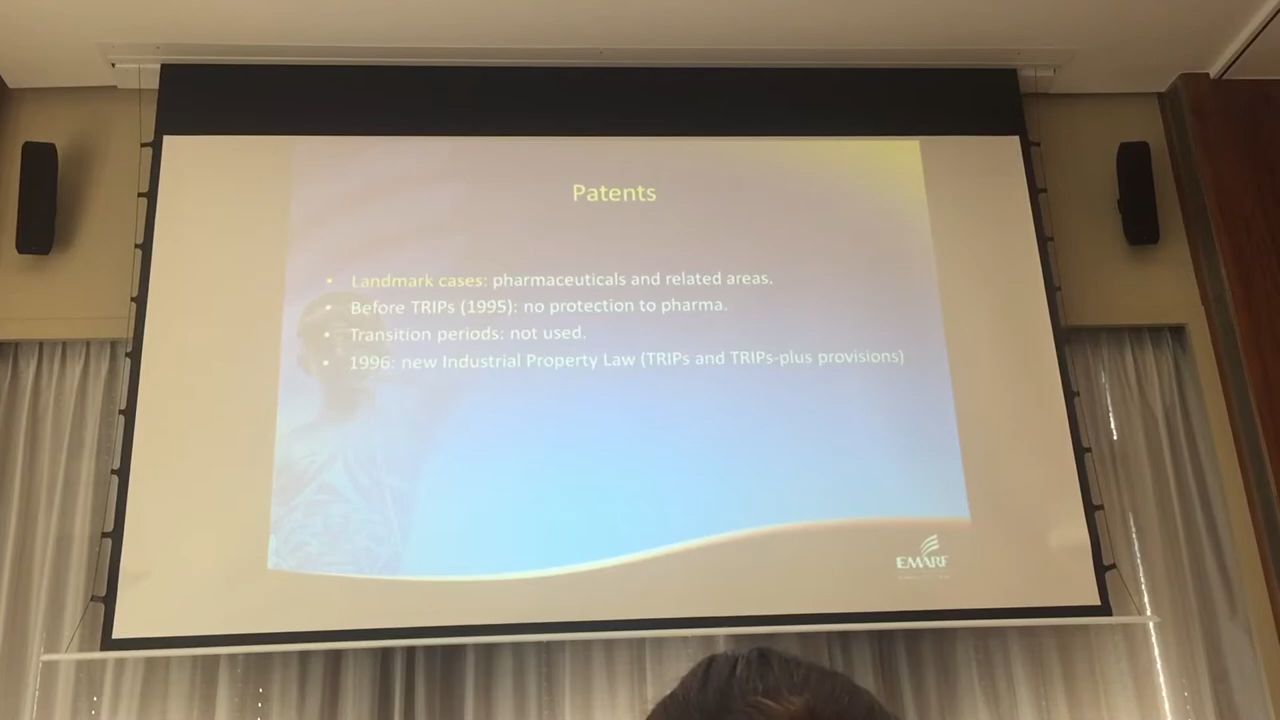 Patents
• Landmark cases: pharmaceuticals and related areas.
• Before TRIPs (1995): no protection to pharma.
• Transition periods: not used.
• 1996: new Industrial Property Law (TRIPs and TRIPs-plus provisions)
EMARF